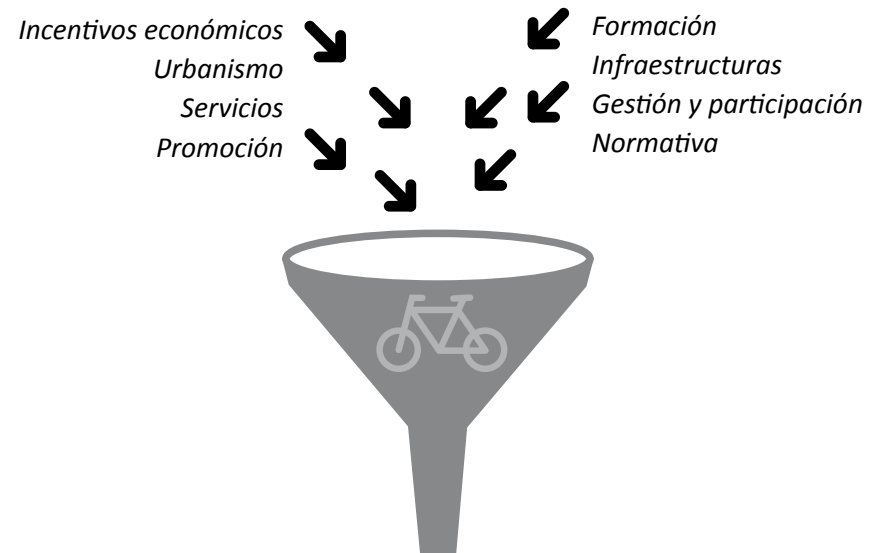 Incentivos económicos
Urbanismo
Servicios
Promoción
Formación
Infraestructuras
Gestión y participación
Normativa